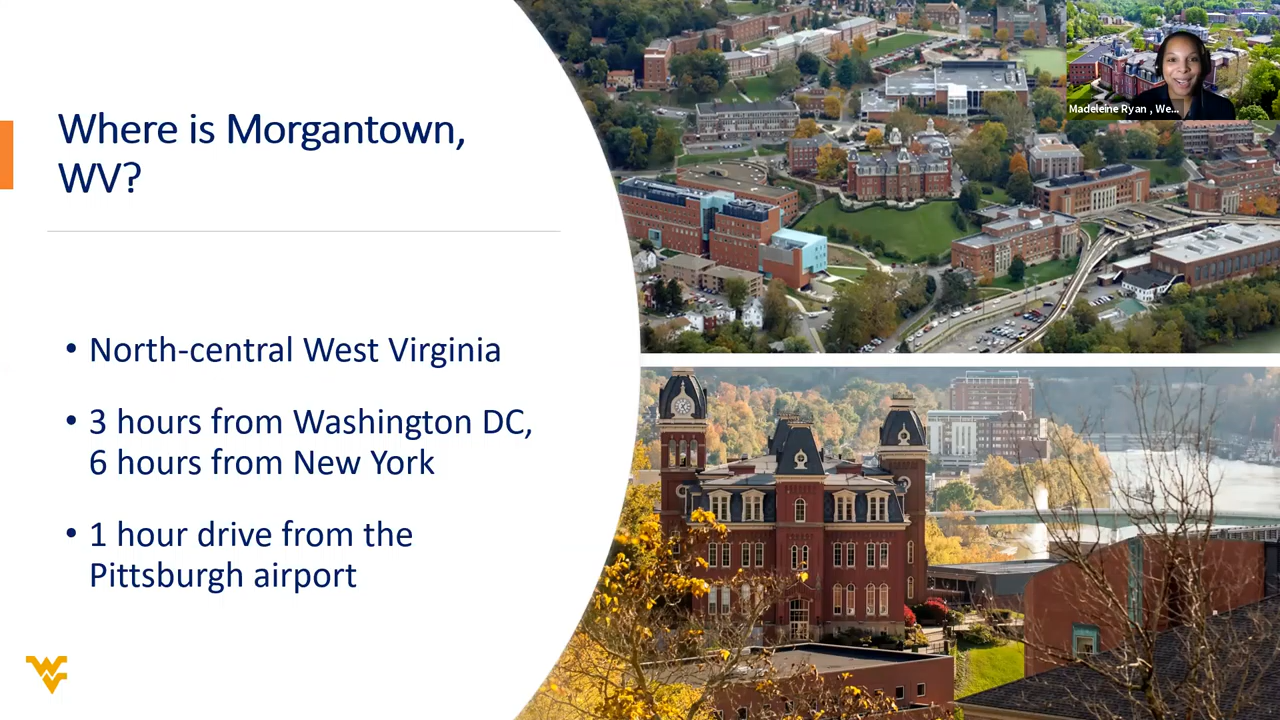 Where is Morgantown,
WV?
• North-central West Virginia
• 3 hours from Washington DC,
6 hours from New York
• 1 hour drive from the
Pittsburgh airport
Madeleine Ryan , We...